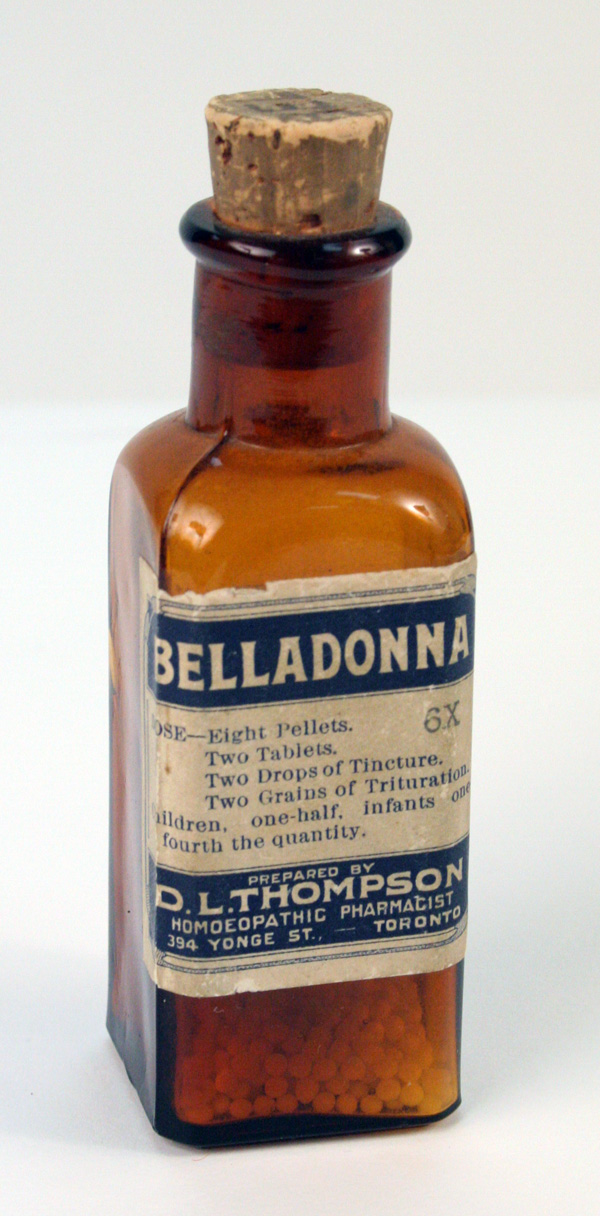 BELLADONNA
OSE—Eight Pellets. 6X
Two Tablets.
Two Drops of Tincture.
Two Grains of Trituration.
ildren, one-half, infants one
fourth the quantity.
PREPARED BY
D.L. THOMPSON
HOMOEOPATHIC PHARMACIST
394 YONGE ST., — TORONTO